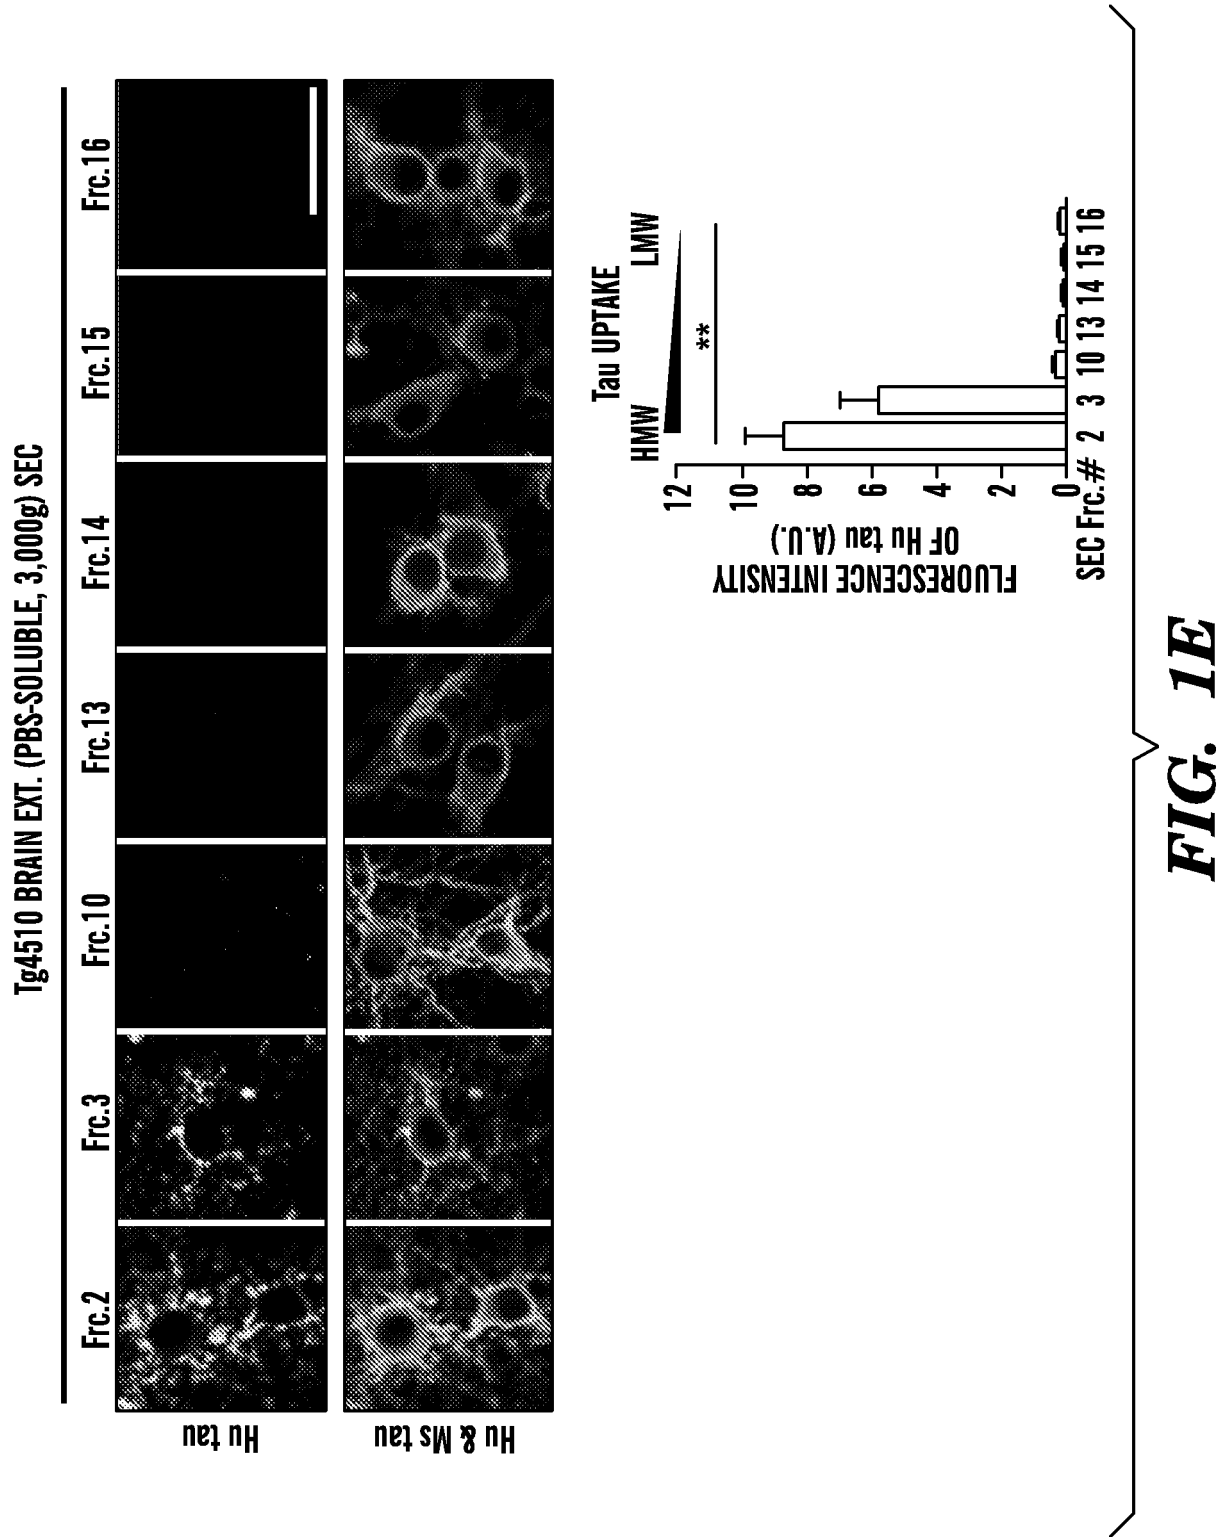 Tg4510 BRAIN EXT. (PBS-SOLUBLE, 3,000g) SEC
Frc.2 Frc.3 Frc.10 Frc.13 Frc.14 Frc.15 Frc.16
Hu tau
Hu & Ms tau
Tau UPTAKE
HMW LMW
**
FLUORESCENCE INTENSITY
OF Hu tau (A.U.)
12
10
8
6
4
2
0
SEC Frc.# 2 3 10 13 14 15 16
FIG. 1E